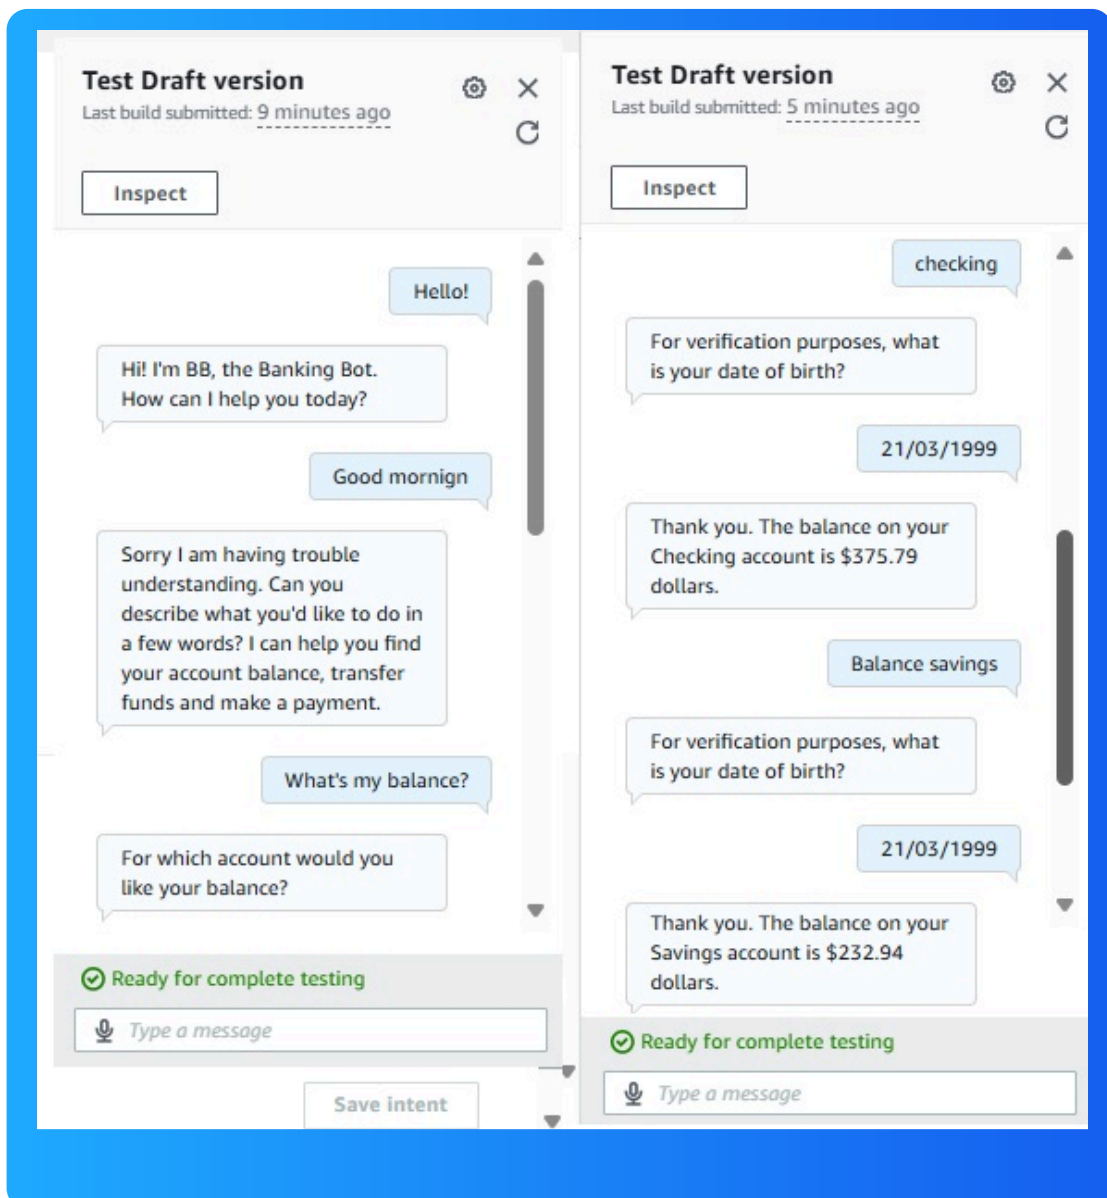 Test Draft version
Last build submitted: 9 minutes ago
Inspect
Hello!
Hi! I'm BB, the Banking Bot.
How can I help you today?
Good mornign
Sorry I am having trouble
understanding. Can you
describe what you'd like to do in
a few words? I can help you find
your account balance, transfer
funds and make a payment.
What's my balance?
For which account would you
like your balance?
Ready for complete testing
Type a message
Save intent
Test Draft version
Last build submitted: 5 minutes ago
Inspect
checking
For verification purposes, what
is your date of birth?
21/03/1999
Thank you. The balance on your
Checking account is $375.79
dollars.
Balance savings
For verification purposes, what
is your date of birth?
21/03/1999
Thank you. The balance on your
Savings account is $232.94
dollars.
Ready for complete testing
Type a message